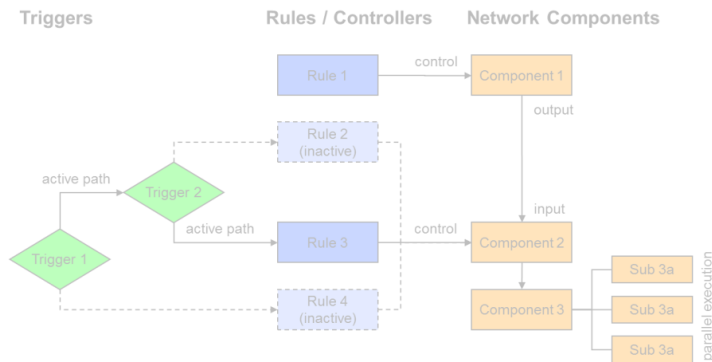 Triggers
Rules / Controllers
Network Components
control
Rule 1
Component 1
output
Rule 2
(inactive)
active path
Trigger 2
input
active path
control
Rule 3
Component 2
Trigger 1
Sub 3a
Rule 4
(inactive)
Component 3
Sub 3a
Sub 3a
parallel execution